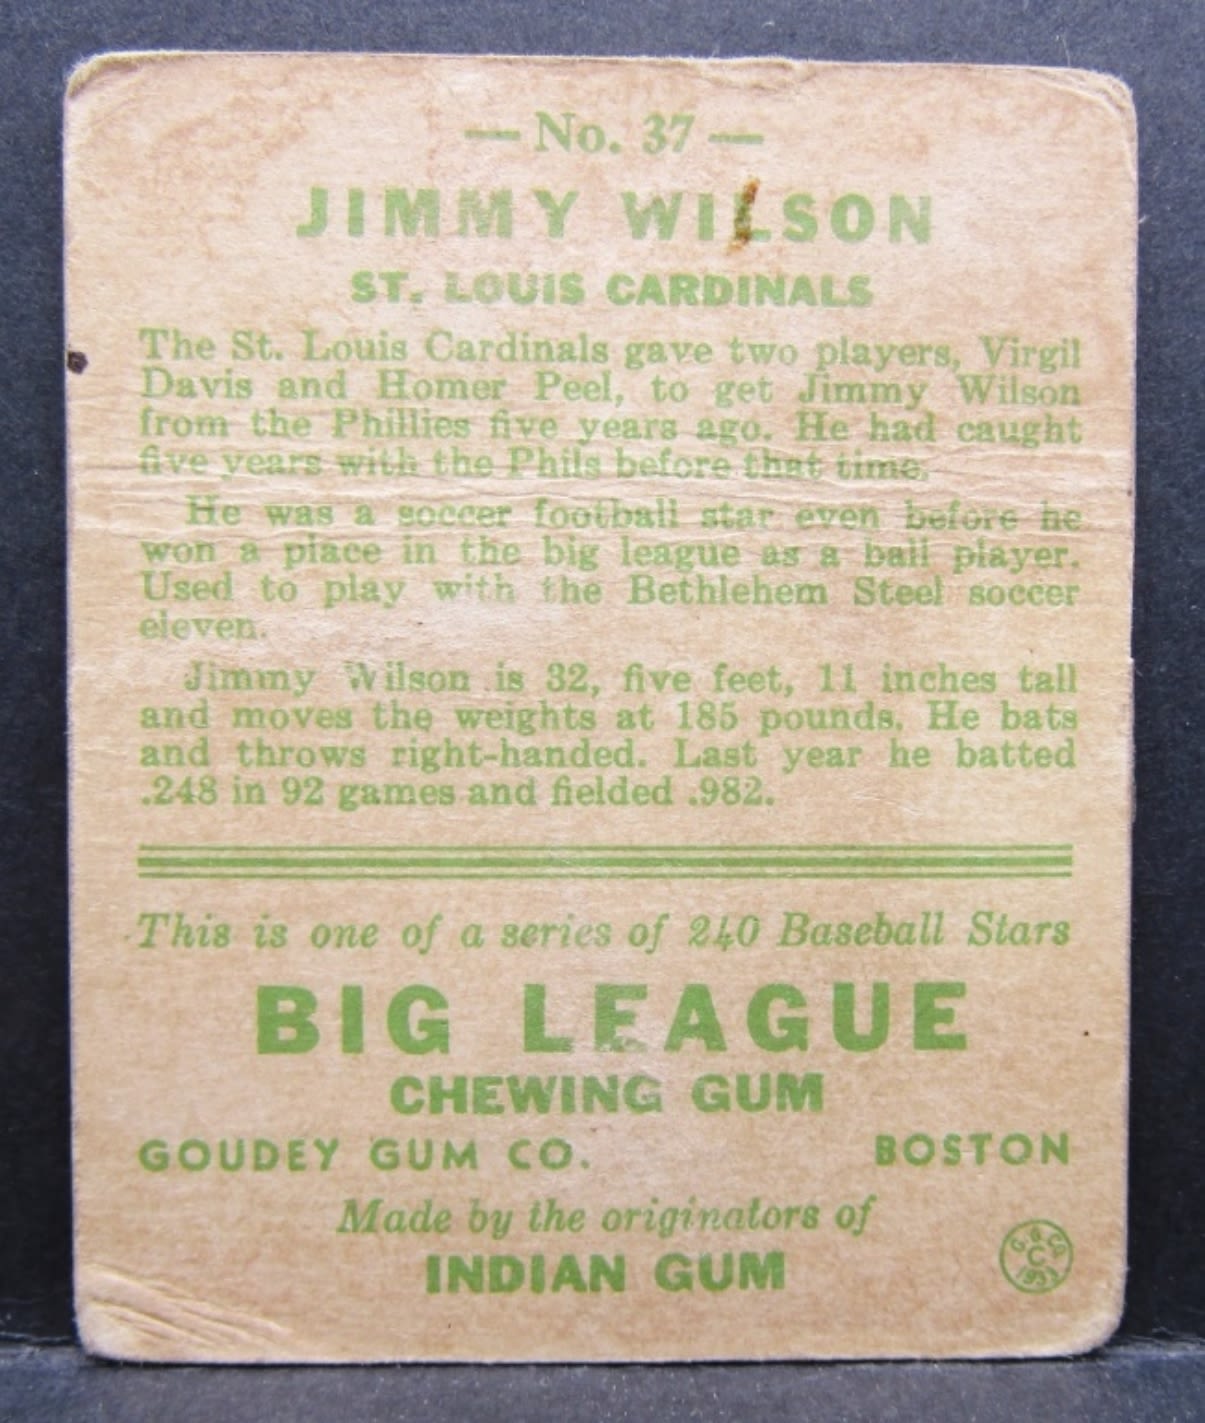 — No. 37 —
JIMMY WILSON
ST. LOUIS CARDINALS
The St. Louis Cardinals gave two players, Virgil
Davis and Homer Peel, to get Jimmy Wilson
from the Phillies five years ago. He had caught
five years with the Phils before that time.
He was a soccer football star even before he
won a place in the big league as a ball player.
Used to play with the Bethlehem Steel soccer
eleven.
Jimmy Wilson is 32, five feet, 11 inches tall
and moves the weights at 185 pounds. He bats
and throws right-handed. Last year he batted
.248 in 92 games and fielded .982.
This is one of a series of 240 Baseball Stars
BIG LEAGUE
CHEWING GUM
GOUDEY GUM CO. BOSTON
Made by the originators of
INDIAN GUM
C
1933